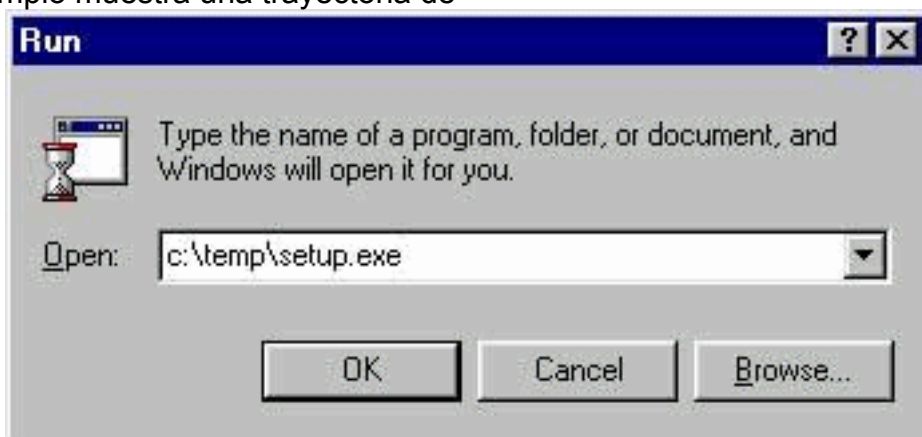 mplo muestra una trayectoria de
Run
Type the name of a program, folder, or document, and
Windows will open it for you.
Open: c:\temp\setup.exe
OK Cancel Browse...